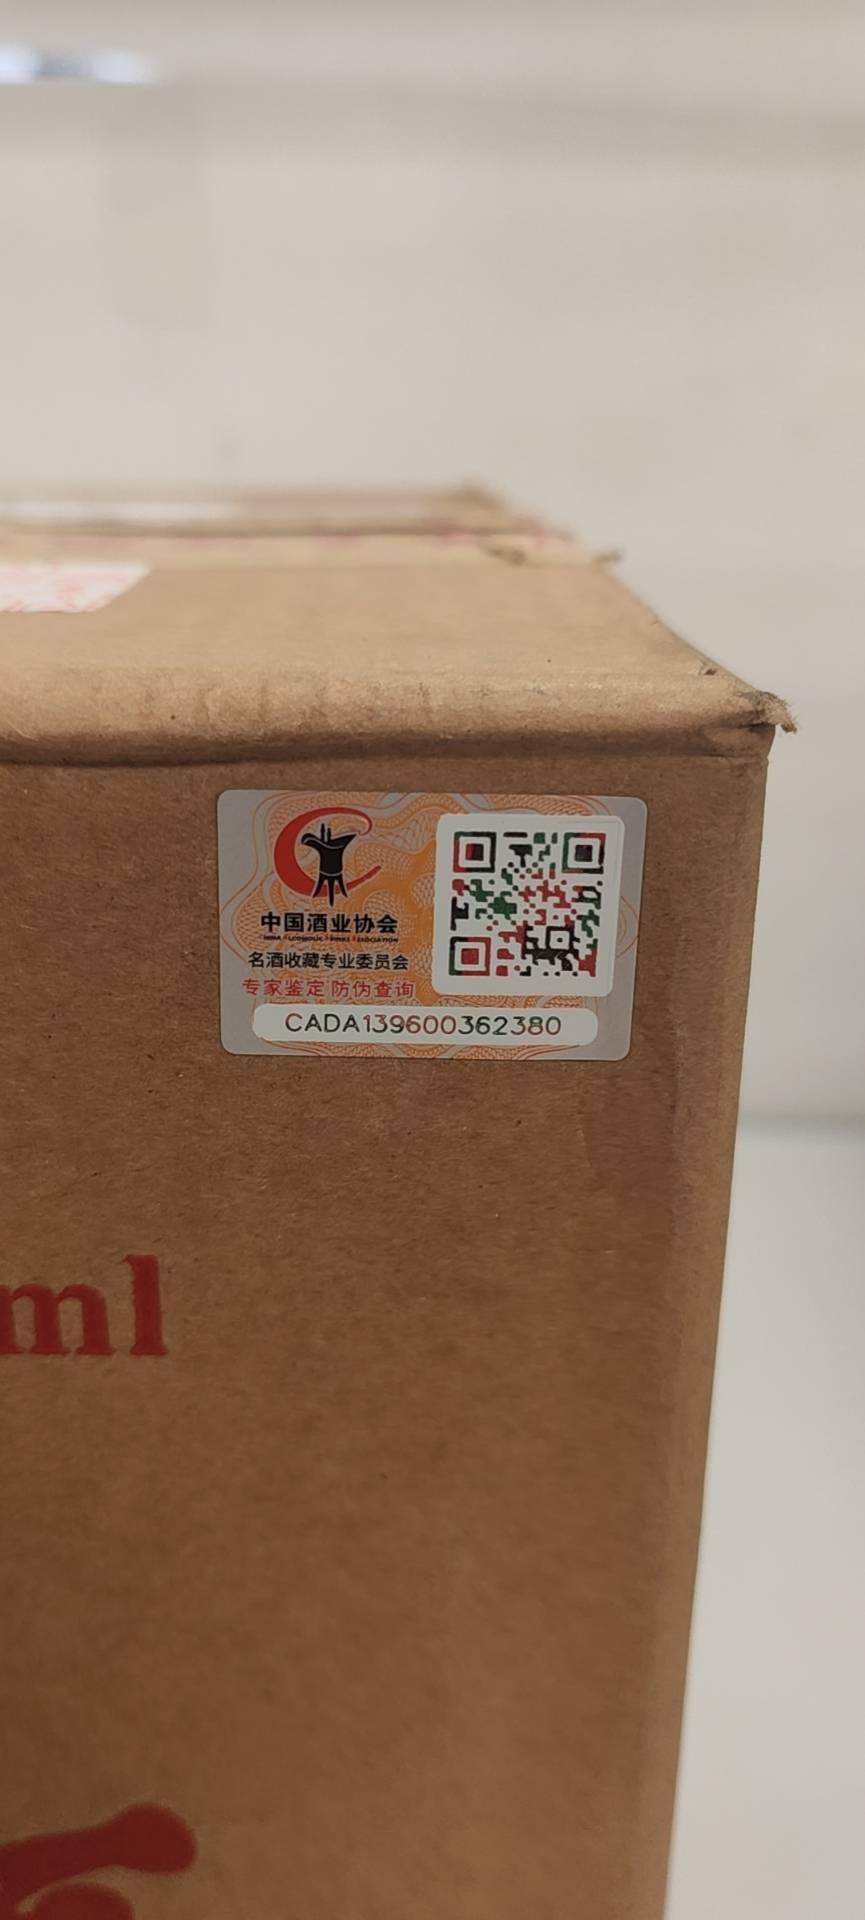 中国酒业协会
名酒收藏专业委员会
专家鉴定 防伪查询
CADA139600362380
ml